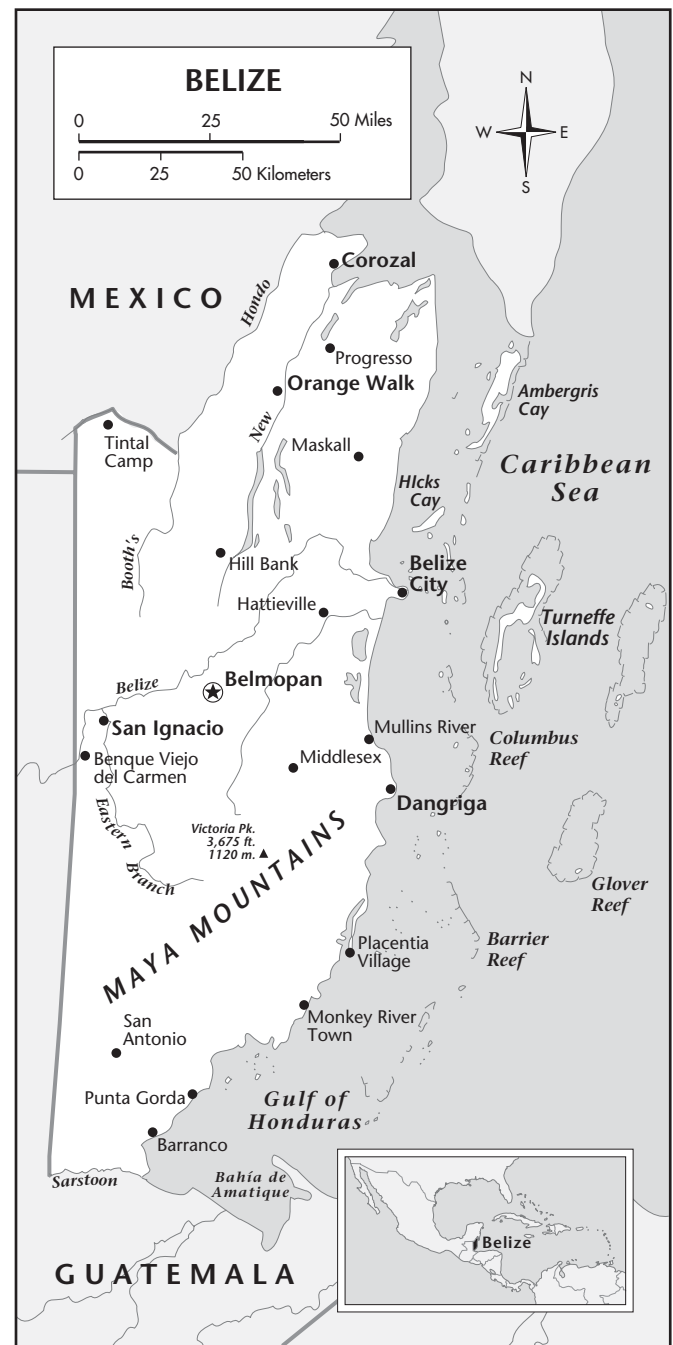 BELIZE
0 25 50 Miles
0 25 50 Kilometers
N
W E
S
MEXICO
Hondo
Corozal
Progresso
Orange Walk
New
Ambergris
Cay
Tintal
Camp
Maskall
Caribbean
Sea
HIcks
Cay
Booth's
Hill Bank
Belize
City
Hattieville
Turneffe
Islands
Belize
Belmopan
San Ignacio
Mullins River
Columbus
Reef
Benque Viejo
del Carmen
Middlesex
Dangriga
Eastern
Branch
Victoria Pk.
3,675 ft.
1120 m.
Glover
Reef
MAYA MOUNTAINS
Placentia
Village
Barrier
Reef
Monkey River
Town
San
Antonio
Punta Gorda
Gulf of
Honduras
Barranco
Sarstoon
Bahía de
Amatique
Belize
GUATEMALA